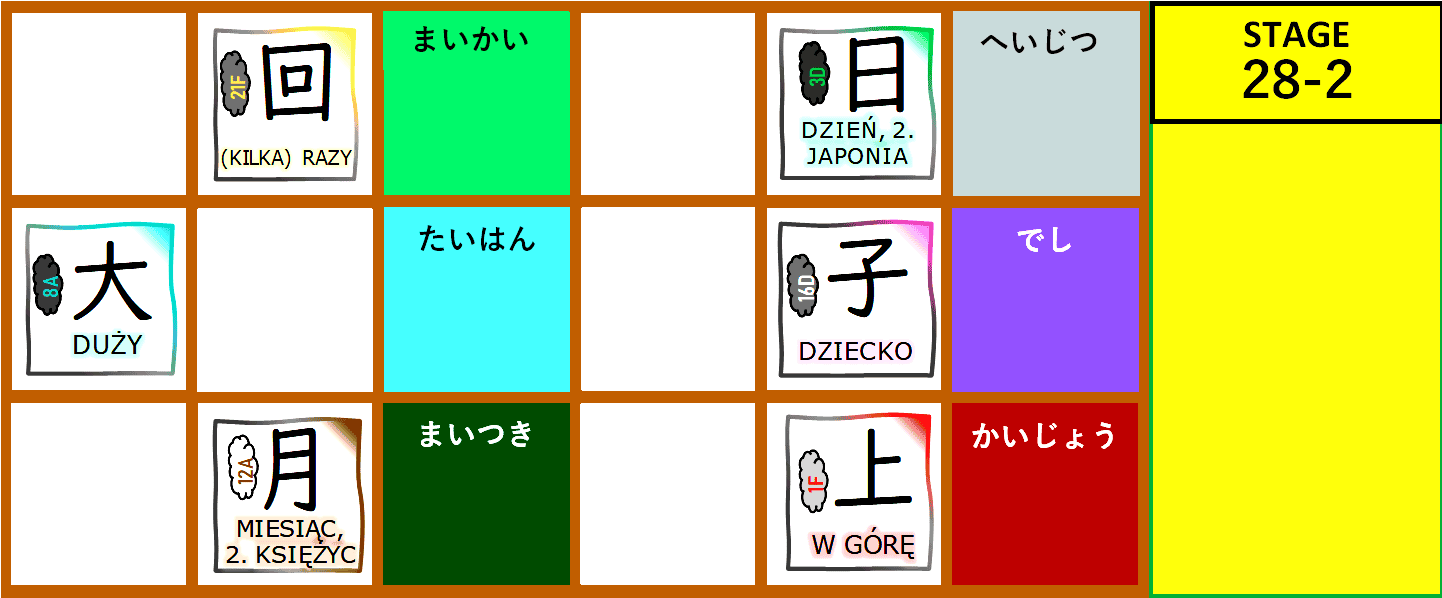 21F
回
(KILKA) RAZY
まいかい
3D
日
DZIEŃ, 2.
JAPONIA
へいじつ
STAGE
28-2
8A
大
DUŻY
たいはん
16D
子
DZIECKO
でし
12A
月
MIESIĄC,
2. KSIĘŻYC
まいつき
1F
上
W GÓRĘ
かいじょう